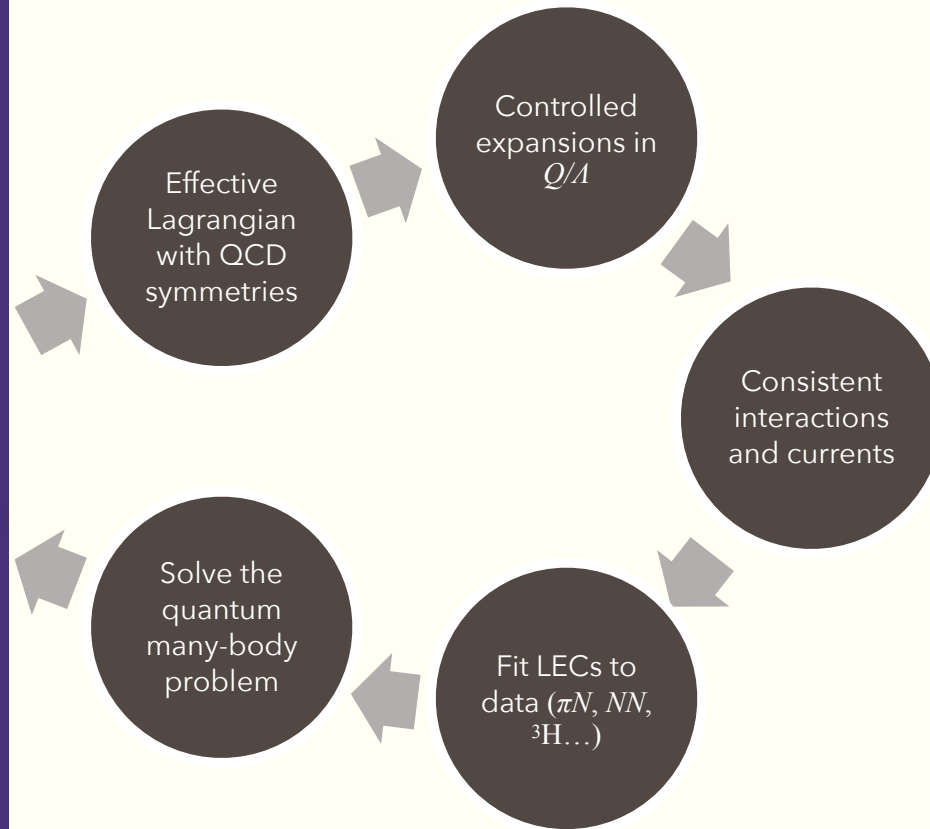 Effective
Lagrangian
with QCD
symmetries
Controlled
expansions in
Q/Λ
Consistent
interactions
and currents
Fit LECs to
data (πN, NN,
³H…)
Solve the
quantum
many-body
problem